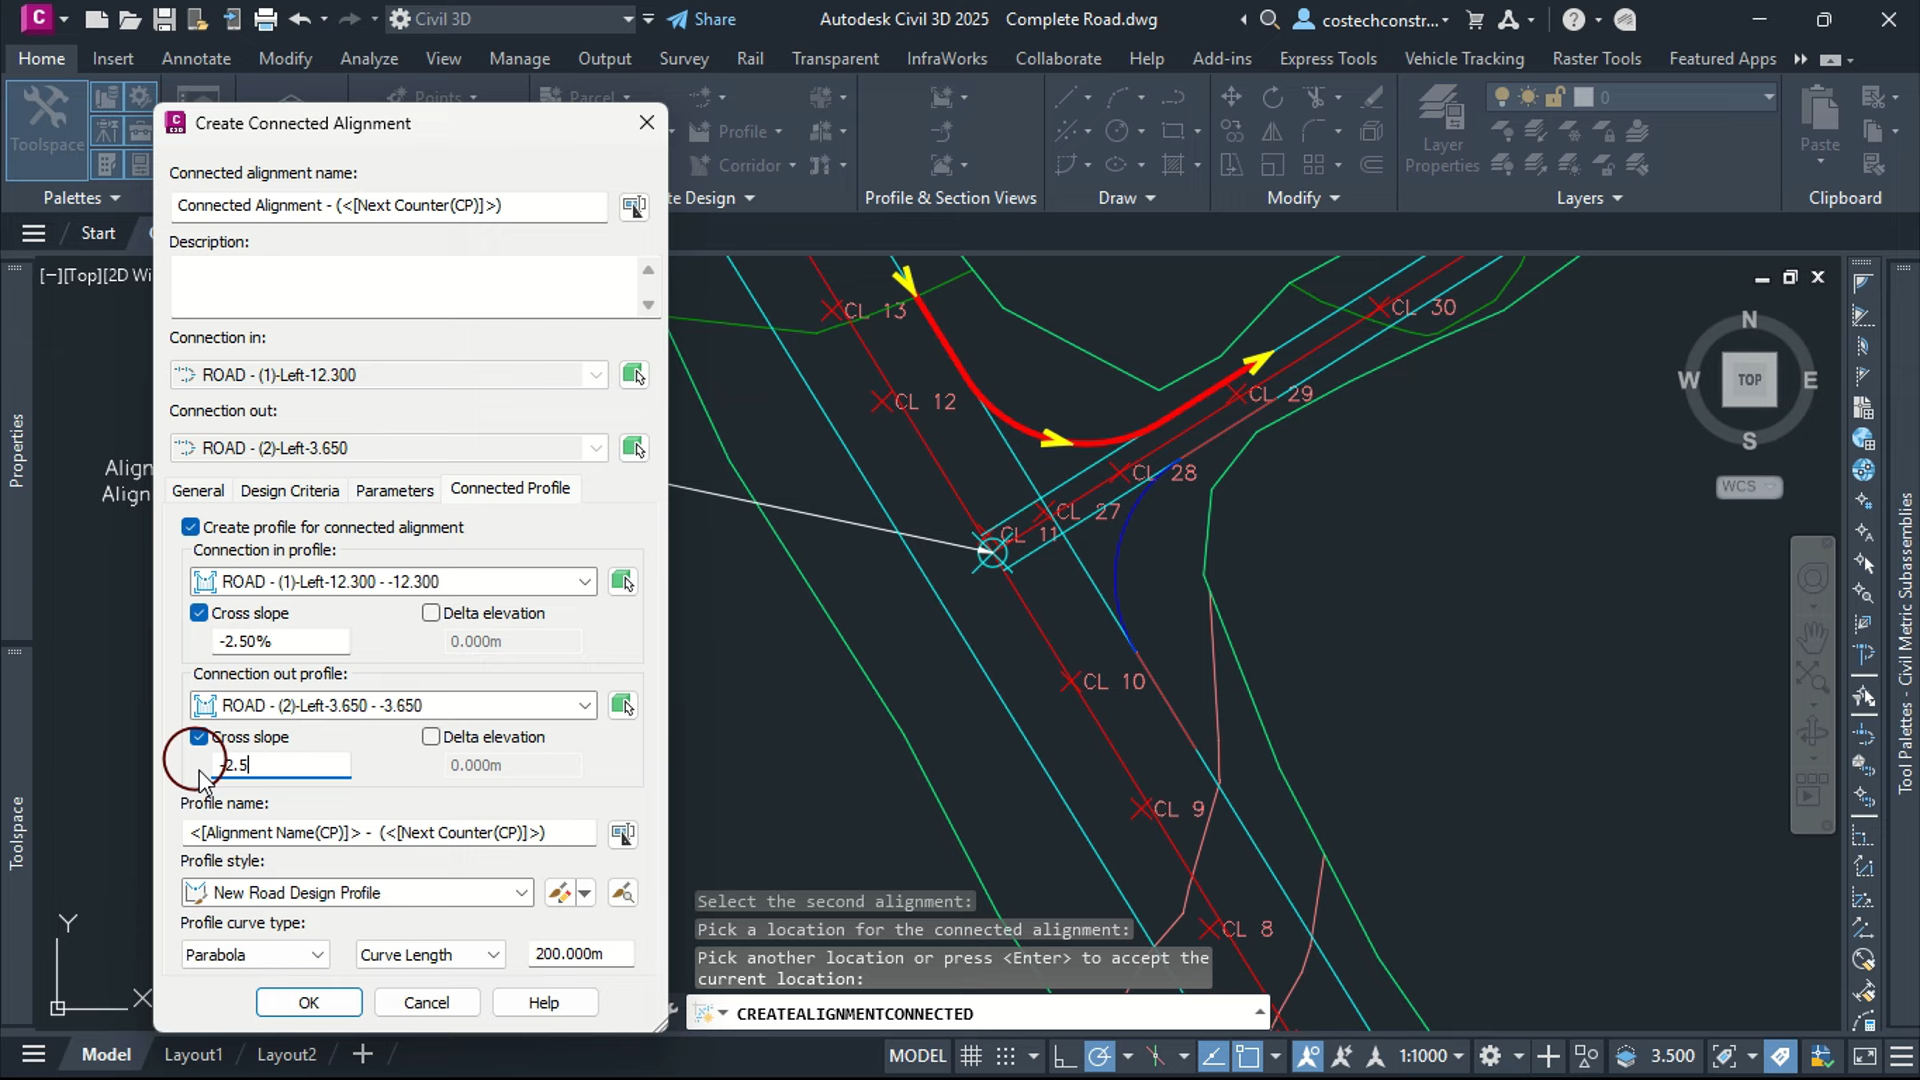 Civil 3D
Share
Autodesk Civil 3D 2025 Complete Road.dwg
costechconstr...
Home Insert Annotate Modify Analyze View Manage Output Survey Rail Transparent InfraWorks Collaborate Help Add-ins Express Tools Vehicle Tracking Raster Tools Featured Apps
Points
Parcel
0
Create Connected Alignment
Profile
Toolspace
Corridor
Layer
Properties
Paste
Palettes
te Design
Profile & Section Views
Draw
Modify
Layers
Clipboard
Start
[−][Top][2D Wi
Connected alignment name:
Connected Alignment - (<[Next Counter(CP)]>)
Description:
Connection in:
ROAD - (1)-Left-12.300
Connection out:
ROAD - (2)-Left-3.650
General Design Criteria Parameters Connected Profile
Create profile for connected alignment
Connection in profile:
ROAD - (1)-Left-12.300 - -12.300
Cross slope Delta elevation
-2.50% 0.000m
Connection out profile:
ROAD - (2)-Left-3.650 - -3.650
Cross slope Delta elevation
-2.5 0.000m
Profile name:
<[Alignment Name(CP)]> - (<[Next Counter(CP)]>)
Profile style:
New Road Design Profile
Profile curve type:
Parabola Curve Length 200.000m
OK Cancel Help
Properties
Toolspace
Align
Align
Y
X
CL 13
CL 30
CL 12
CL 29
CL 28
CL 27
CL 11
CL 10
CL 9
CL 8
N
W TOP E
S
WCS
Tool Palettes - Civil Metric Subassemblies
Select the second alignment:
Pick a location for the connected alignment:
Pick another location or press <Enter> to accept the
current location:
CREATEALIGNMENTCONNECTED
Model Layout1 Layout2
MODEL
1:1000
3.500